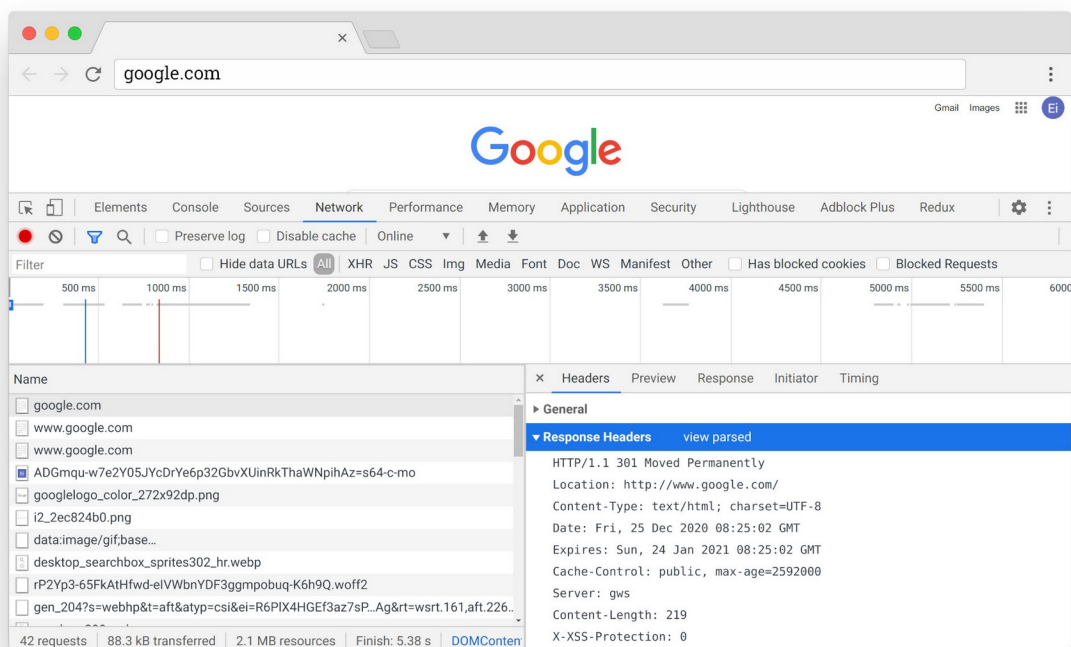 google.com
Gmail Images Ei
Google
Elements Console Sources Network Performance Memory Application Security Lighthouse Adblock Plus Redux
Preserve log Disable cache Online
Filter Hide data URLs All XHR JS CSS Img Media Font Doc WS Manifest Other Has blocked cookies Blocked Requests
500 ms 1000 ms 1500 ms 2000 ms 2500 ms 3000 ms 3500 ms 4000 ms 4500 ms 5000 ms 5500 ms 6000
Name
google.com
www.google.com
www.google.com
ADGmqu-w7e2Y05JYcDrYe6p32GbvXUinRkThaWNpihAz=s64-c-mo
googlelogo_color_272x92dp.png
i2_2ec824b0.png
data:image/gif;base…
desktop_searchbox_sprites302_hr.webp
rP2Yp3-65FkAtHfwd-eIVWbnYDF3ggmpobuq-K6h9Q.woff2
gen_204?s=webhp&t=aft&atyp=csi&ei=R6PIX4HGEf3az7sP…Ag&rt=wsrt.161,aft.226..
42 requests 88.3 kB transferred 2.1 MB resources Finish: 5.38 s DOMConten
Headers Preview Response Initiator Timing
General
Response Headers view parsed
HTTP/1.1 301 Moved Permanently
Location: http://www.google.com/
Content-Type: text/html; charset=UTF-8
Date: Fri, 25 Dec 2020 08:25:02 GMT
Expires: Sun, 24 Jan 2021 08:25:02 GMT
Cache-Control: public, max-age=2592000
Server: gws
Content-Length: 219
X-XSS-Protection: 0